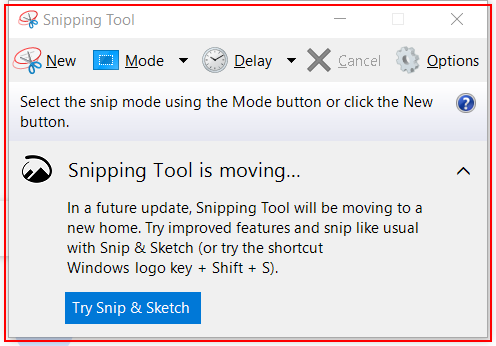 Snipping Tool
New Mode Delay Cancel Options
Select the snip mode using the Mode button or click the New
button.
Snipping Tool is moving...
In a future update, Snipping Tool will be moving to a
new home. Try improved features and snip like usual
with Snip & Sketch (or try the shortcut
Windows logo key + Shift + S).
Try Snip & Sketch